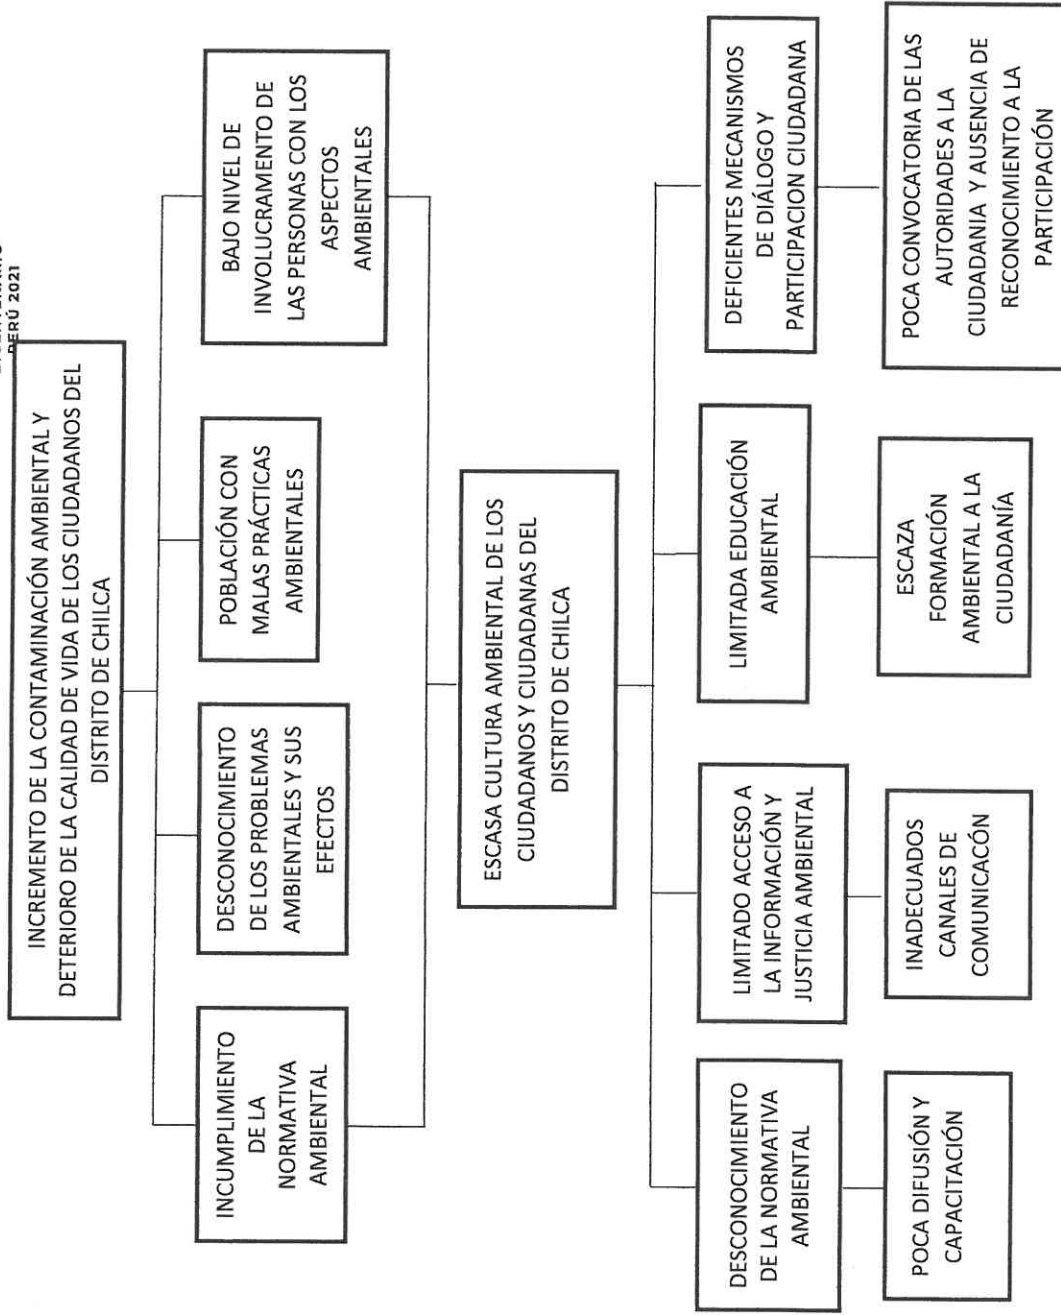 PERÚ 2021
INCREMENTO DE LA CONTAMINACIÓN AMBIENTAL Y
DETERIORO DE LA CALIDAD DE VIDA DE LOS CIUDADANOS DEL
DISTRITO DE CHILCA
INCUMPLIMIENTO
DE LA
NORMATIVA
AMBIENTAL
DESCONOCIMIENTO
DE LOS PROBLEMAS
AMBIENTALES Y SUS
EFECTOS
POBLACIÓN CON
MALAS PRÁCTICAS
AMBIENTALES
BAJO NIVEL DE
INVOLUCRAMENTO DE
LAS PERSONAS CON LOS
ASPECTOS
AMBIENTALES
ESCASA CULTURA AMBIENTAL DE LOS
CIUDADANOS Y CIUDADANAS DEL
DISTRITO DE CHILCA
DESCONOCIMIENTO
DE LA NORMATIVA
AMBIENTAL
LIMITADO ACCESO A
LA INFORMACIÓN Y
JUSTICIA AMBIENTAL
LIMITADA EDUCACIÓN
AMBIENTAL
DEFICIENTES MECANISMOS
DE DIÁLOGO Y
PARTICIPACION CIUDADANA
POCA DIFUSIÓN Y
CAPACITACIÓN
INADECUADOS
CANALES DE
COMUNICACÓN
ESCAZA
FORMACIÓN
AMBIENTAL A LA
CIUDADANÍA
POCA CONVOCATORIA DE LAS
AUTORIDADES A LA
CIUDADANIA Y AUSENCIA DE
RECONOCIMIENTO A LA
PARTICIPACIÓN